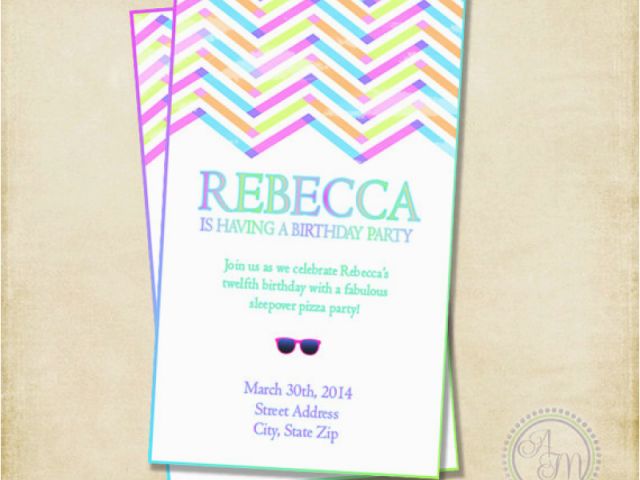 REBECCA
IS HAVING A BIRTHDAY PARTY
Join us as we celebrate Rebecca's
twelfth birthday with a fabulous
sleepover pizza party!
March 30th, 2014
Street Address
City, State Zip
AM